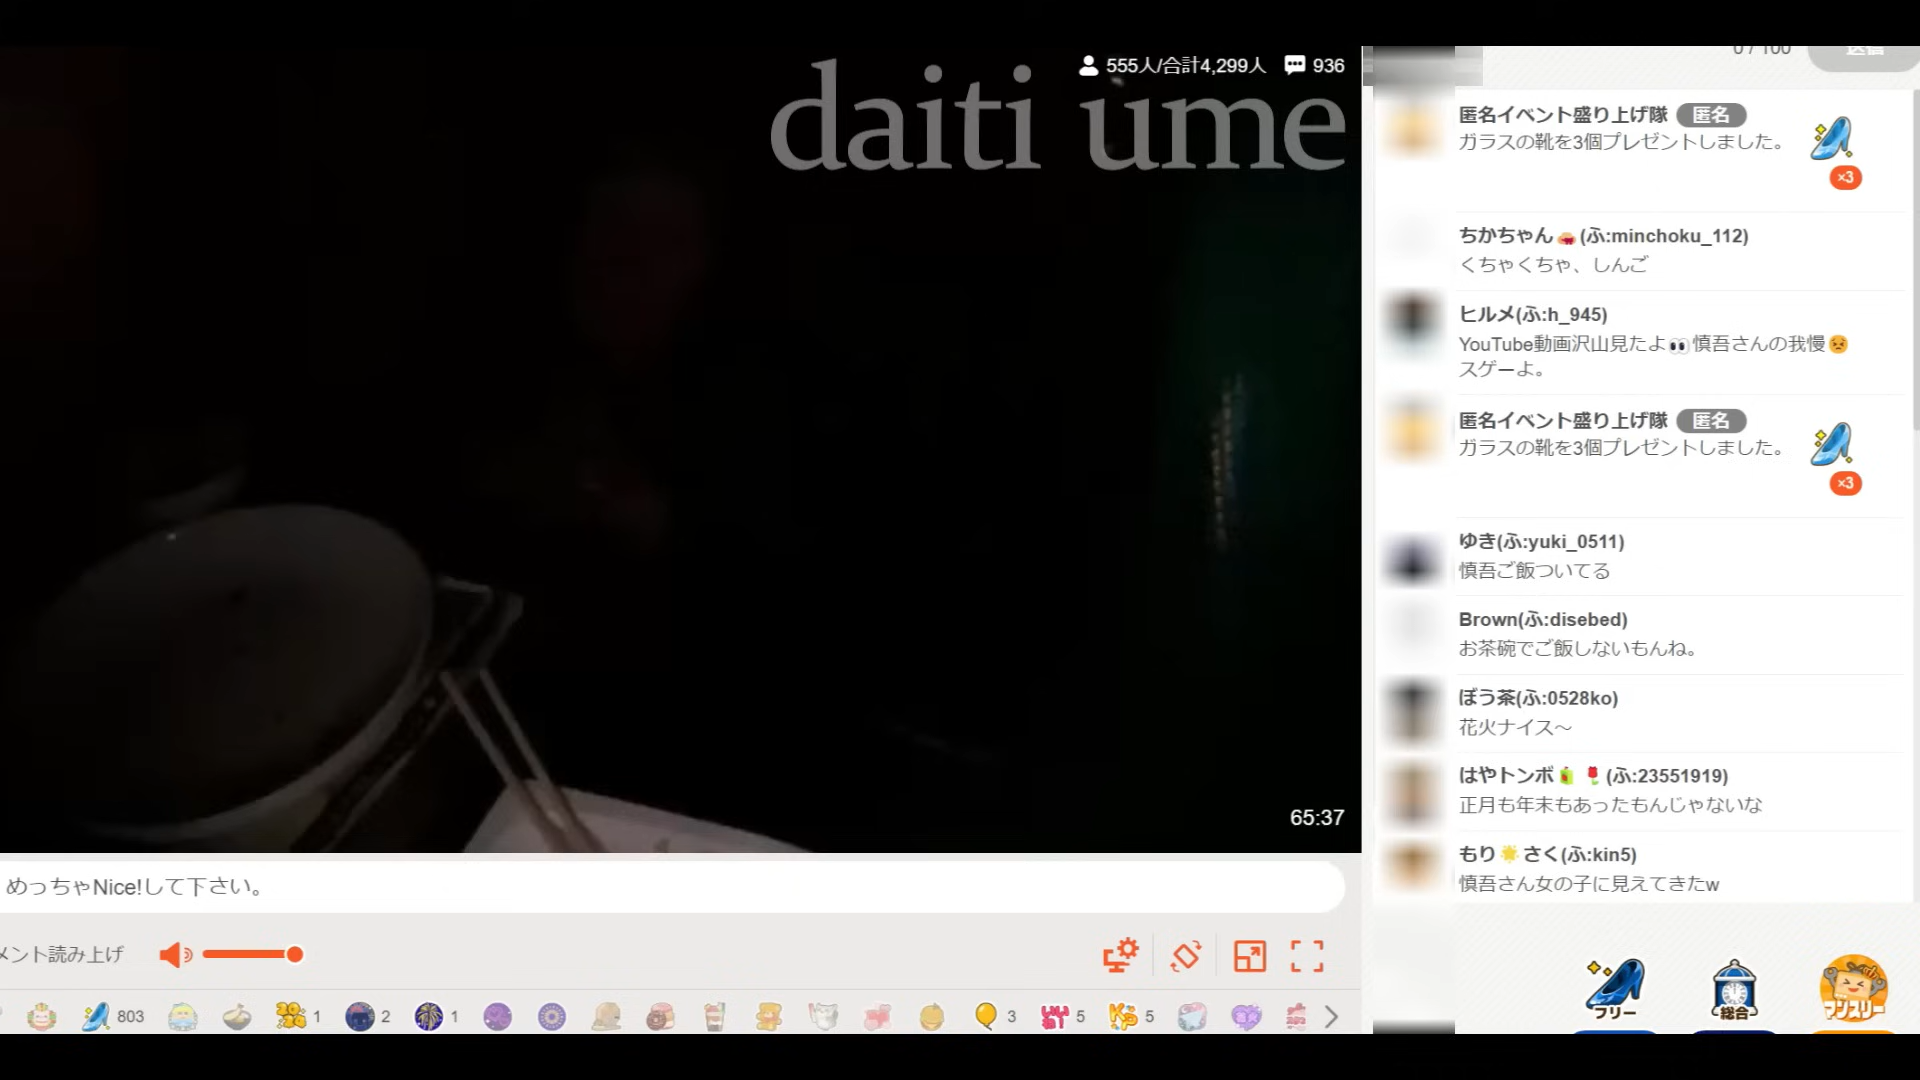 555人/合計4,299人 936
daiti ume
65:37
めっちゃNice!して下さい。
メント読み上げ
803
1
2
1
3
5
5
0 / 100
送信
匿名イベント盛り上げ隊 匿名
ガラスの靴を3個プレゼントしました。
×3
ちかちゃん(ふ:minchoku_112)
くちゃくちゃ、しんご
ヒルメ(ふ:h_945)
YouTube動画沢山見たよ👀慎吾さんの我慢😣
スゲーよ。
匿名イベント盛り上げ隊 匿名
ガラスの靴を3個プレゼントしました。
×3
ゆき(ふ:yuki_0511)
慎吾ご飯ついてる
Brown(ふ:disebed)
お茶碗でご飯しないもんね。
ぼう茶(ふ:0528ko)
花火ナイス〜
はやトンボ🌷(ふ:23551919)
正月も年末もあったもんじゃないな
もり🌟さく(ふ:kin5)
慎吾さん女の子に見えてきたw
フリー
総合
マンスリー